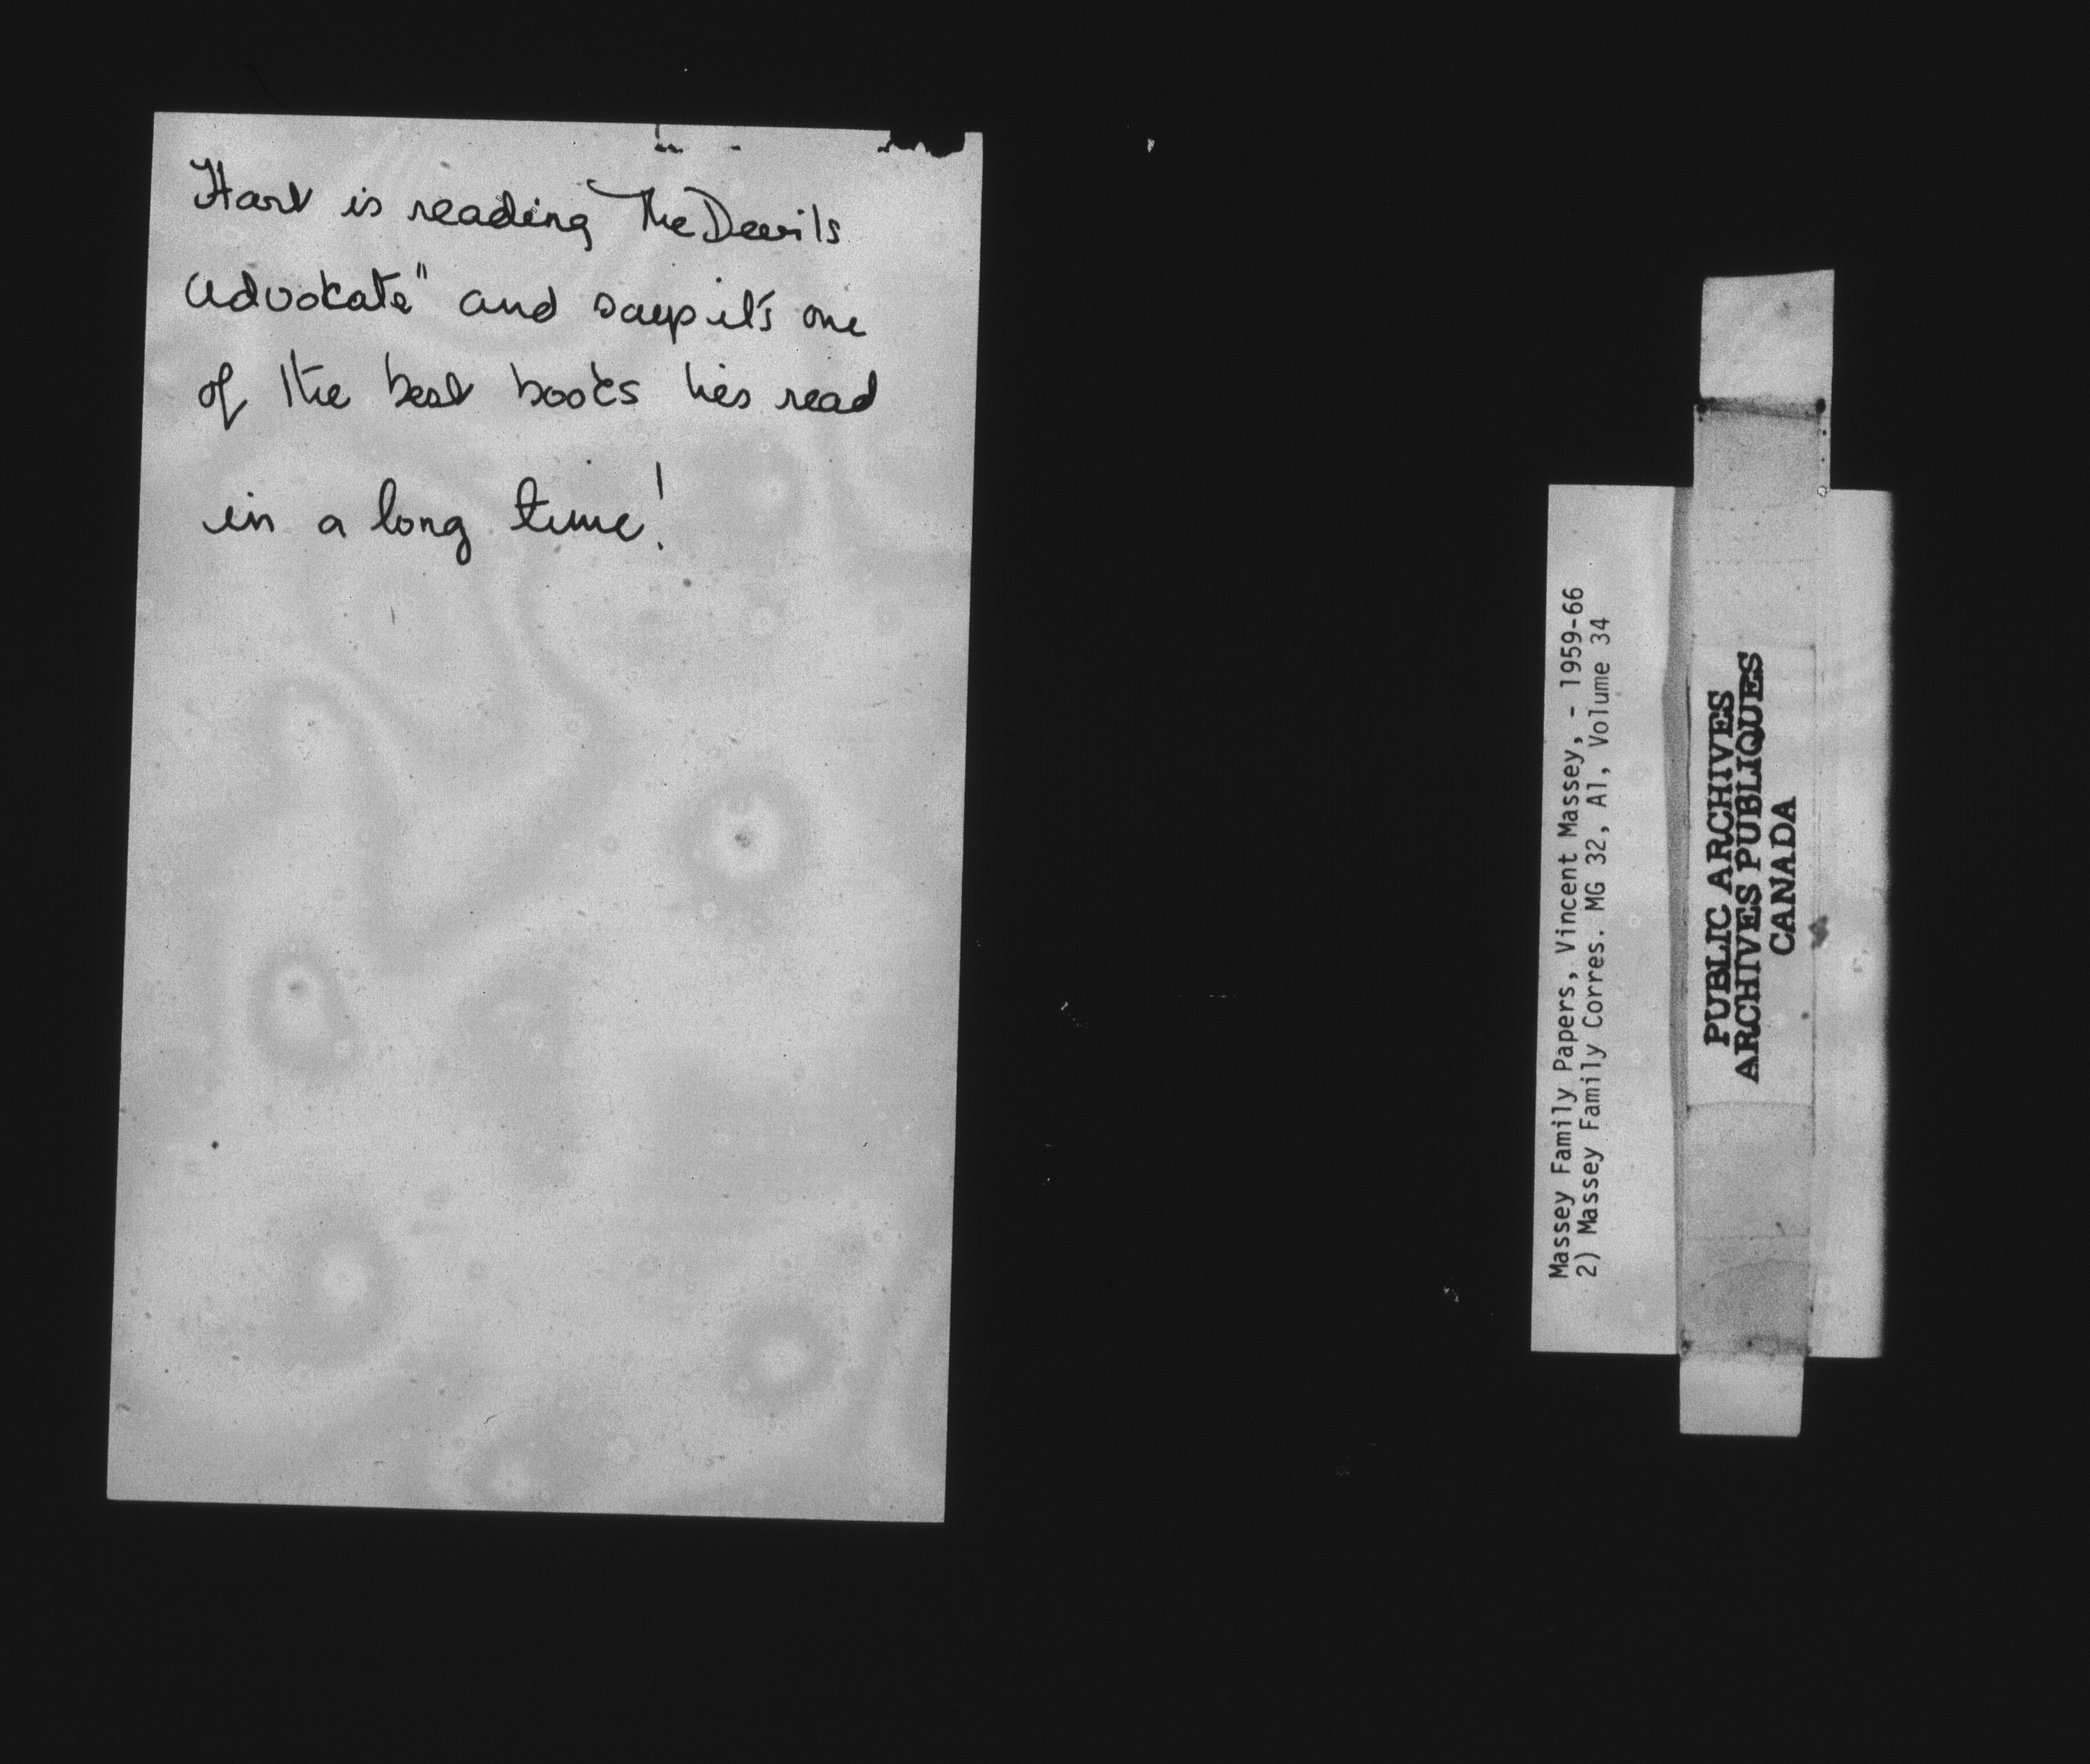 Hart is reading "The Devils
advokate" and says it's one
of the best books he's read
in a long time!
Massey Family Papers, Vincent Massey, - 1959-66
2) Massey Family Corres. MG 32, A1, Volume 34
PUBLIC ARCHIVES
ARCHIVES PUBLIQUES
CANADA